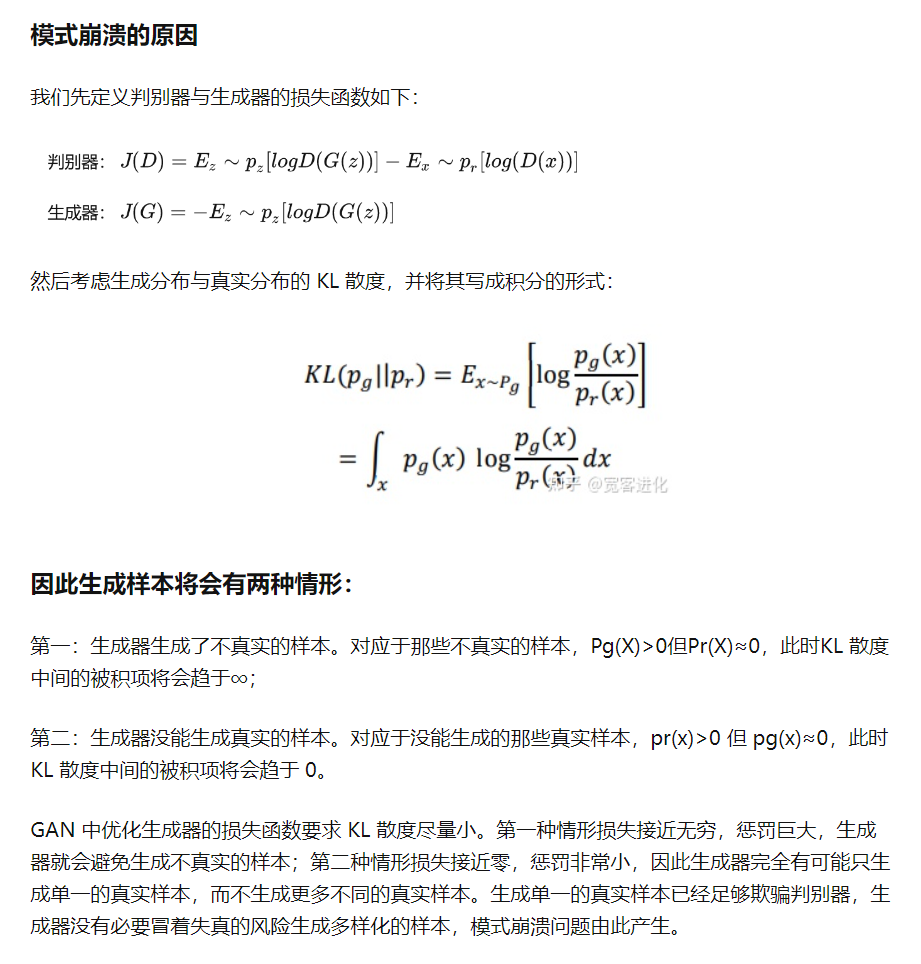 模式崩溃的原因
我们先定义判别器与生成器的损失函数如下：
判别器： J(D) = E_z ∼ p_z[logD(G(z))] − E_x ∼ p_r[log(D(x))]
生成器： J(G) = −E_z ∼ p_z[logD(G(z))]
然后考虑生成分布与真实分布的 KL 散度，并将其写成积分的形式：
KL(p_g||p_r) = E_{x~P_g} [log p_g(x)/p_r(x)]
= ∫_x p_g(x) log p_g(x)/p_r(x) dx
知乎 @宽客进化
因此生成样本将会有两种情形：
第一：生成器生成了不真实的样本。对应于那些不真实的样本，Pg(X)>0但Pr(X)≈0，此时KL 散度
中间的被积项将会趋于∞；
第二：生成器没能生成真实的样本。对应于没能生成的那些真实样本，pr(x)>0 但 pg(x)≈0，此时
KL 散度中间的被积项将会趋于 0。
GAN 中优化生成器的损失函数要求 KL 散度尽量小。第一种情形损失接近无穷，惩罚巨大，生成
器就会避免生成不真实的样本；第二种情形损失接近零，惩罚非常小，因此生成器完全有可能只生
成单一的真实样本，而不生成更多不同的真实样本。生成单一的真实样本已经足够欺骗判别器，生
成器没有必要冒着失真的风险生成多样化的样本，模式崩溃问题由此产生。